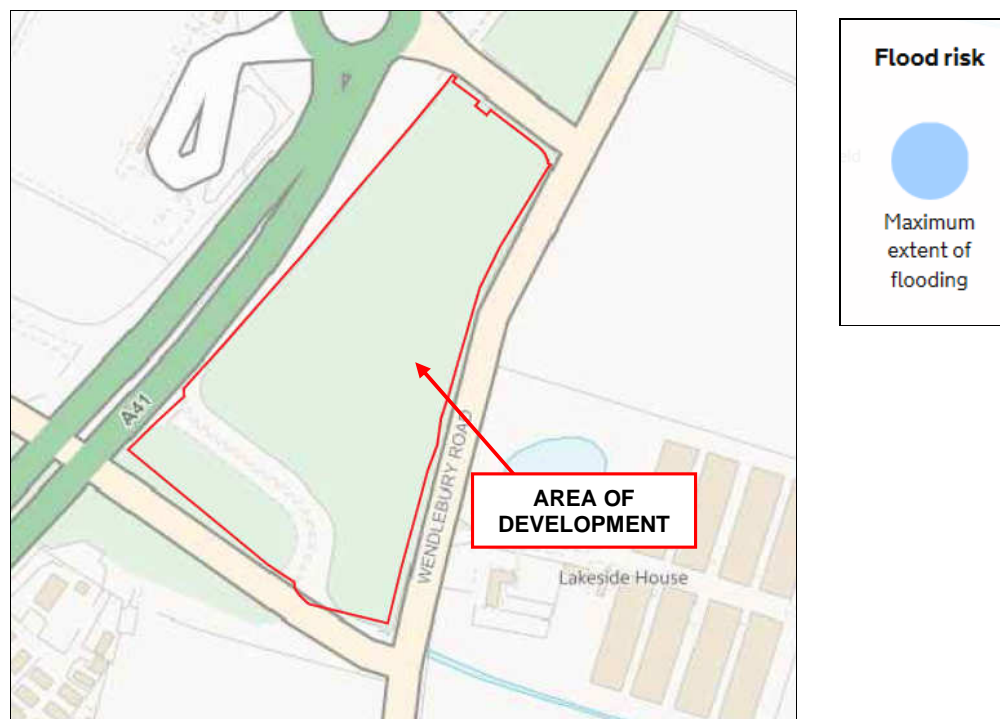 A41
WENDLEBURY ROAD
AREA OF
DEVELOPMENT
Lakeside House
Flood risk
Maximum
extent of
flooding